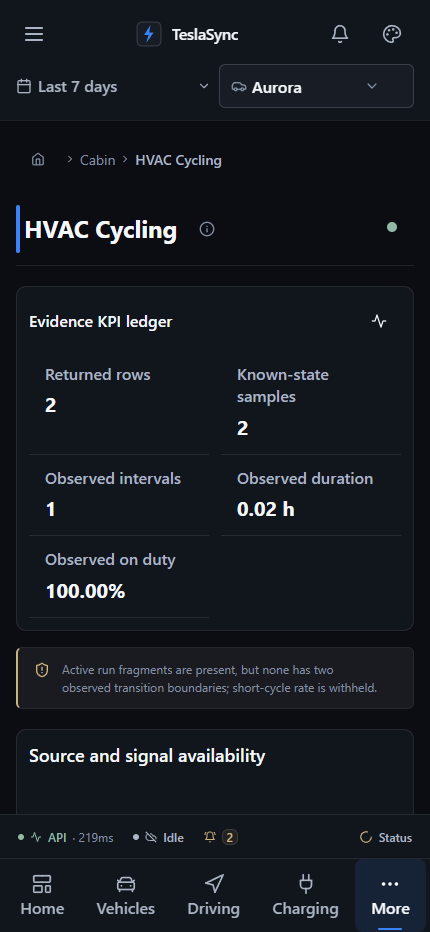 TeslaSync
Last 7 days
Aurora
Cabin
HVAC Cycling
HVAC Cycling
Evidence KPI ledger
Returned rows
2
Known-state
samples
2
Observed intervals
1
Observed duration
0.02 h
Observed on duty
100.00%
Active run fragments are present, but none has two
observed transition boundaries; short-cycle rate is withheld.
Source and signal availability
API · 219ms
Idle
2
Status
Home
Vehicles
Driving
Charging
More